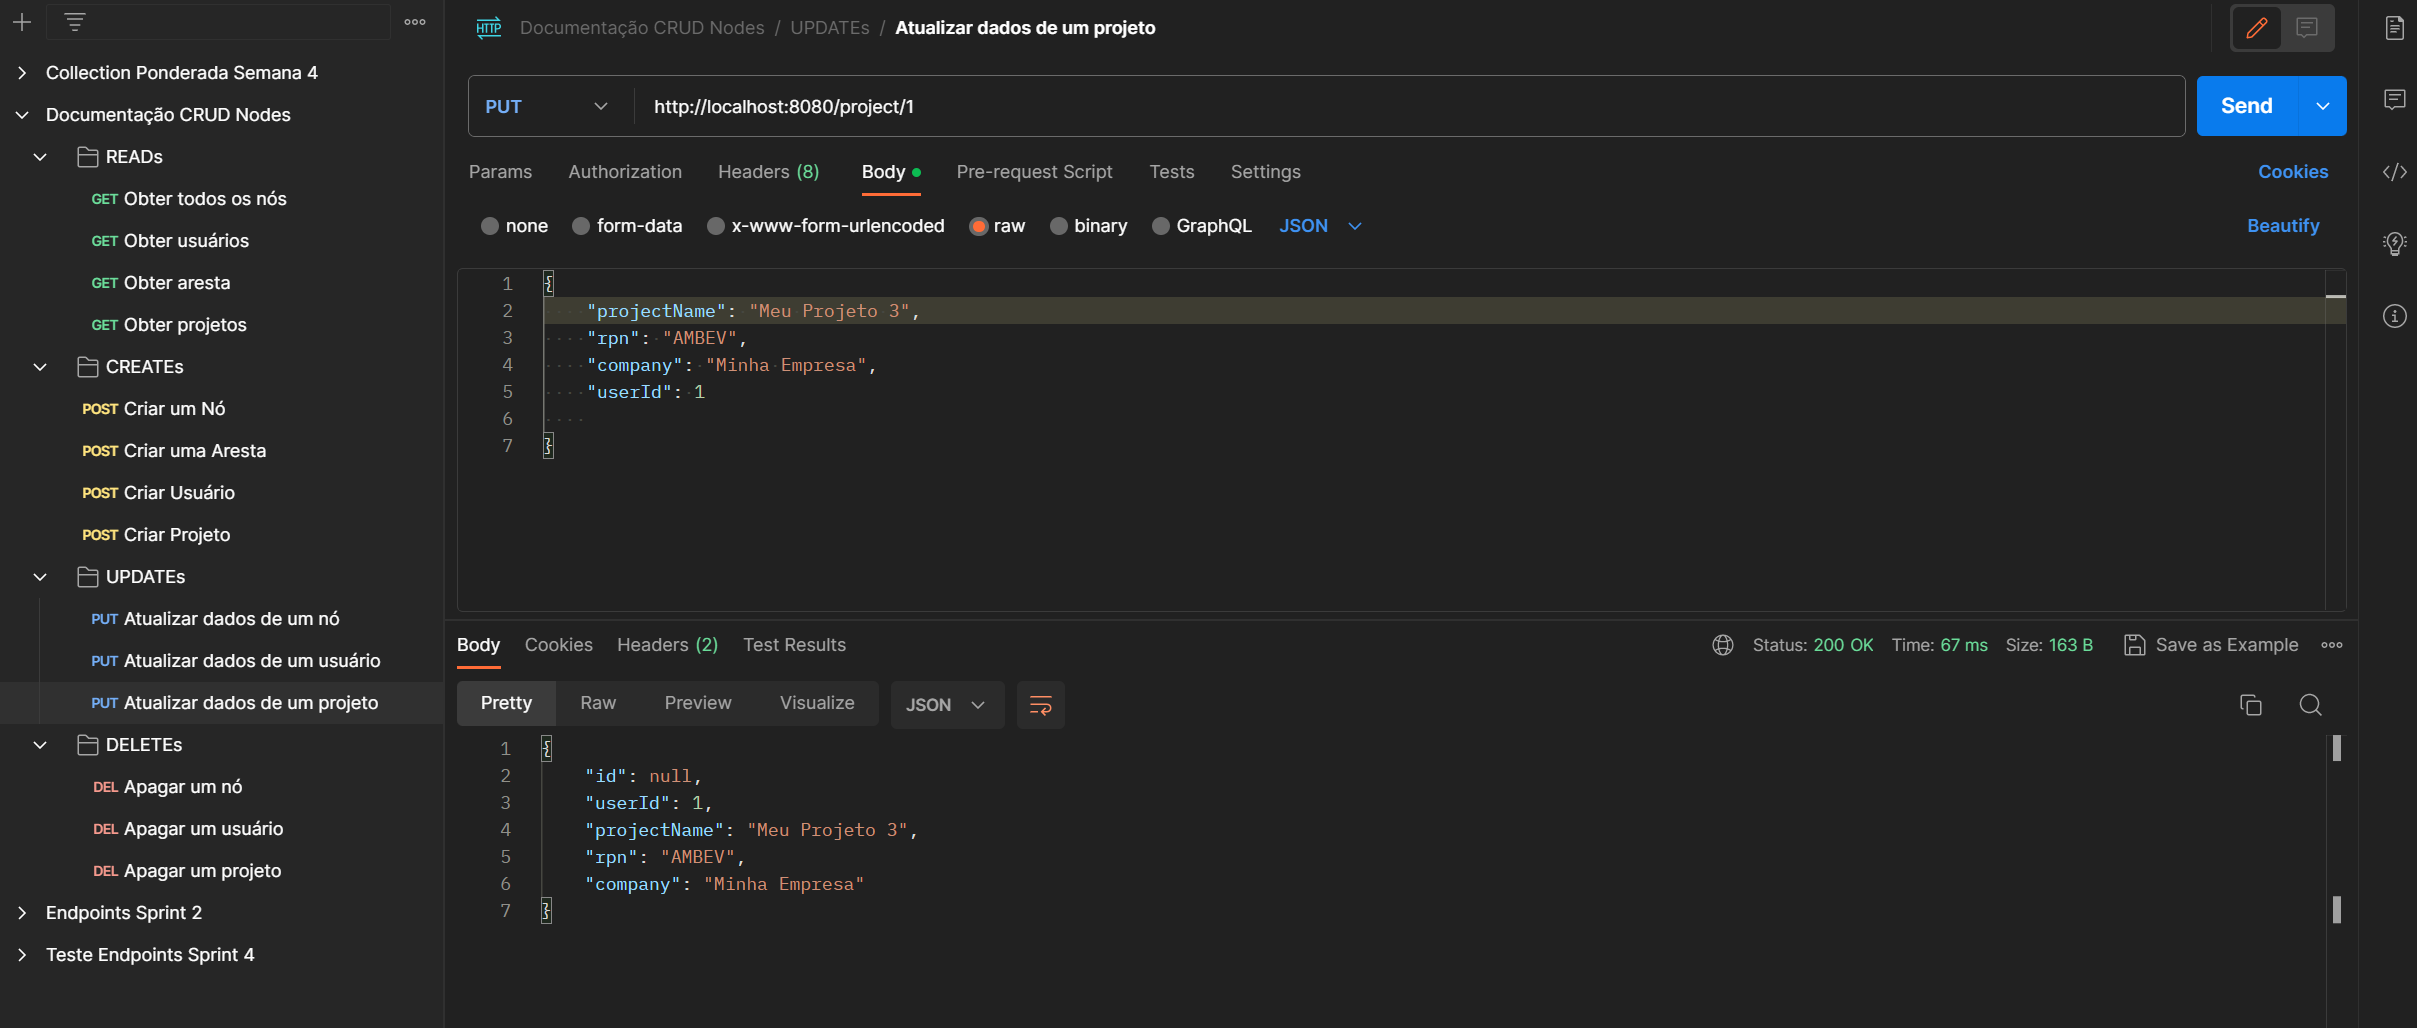 Collection Ponderada Semana 4
Documentação CRUD Nodes
READs
GET Obter todos os nós
GET Obter usuários
GET Obter aresta
GET Obter projetos
CREATEs
POST Criar um Nó
POST Criar uma Aresta
POST Criar Usuário
POST Criar Projeto
UPDATEs
PUT Atualizar dados de um nó
PUT Atualizar dados de um usuário
PUT Atualizar dados de um projeto
DELETEs
DEL Apagar um nó
DEL Apagar um usuário
DEL Apagar um projeto
Endpoints Sprint 2
Teste Endpoints Sprint 4
HTTP Documentação CRUD Nodes / UPDATEs / Atualizar dados de um projeto
PUT http://localhost:8080/project/1 Send
Params Authorization Headers (8) Body Pre-request Script Tests Settings Cookies
none form-data x-www-form-urlencoded raw binary GraphQL JSON Beautify
1 {
2 "projectName": "Meu Projeto 3",
3 "rpn": "AMBEV",
4 "company": "Minha Empresa",
5 "userId": 1
6
7 }
Body Cookies Headers (2) Test Results Status: 200 OK Time: 67 ms Size: 163 B Save as Example
Pretty Raw Preview Visualize JSON
1 {
2 "id": null,
3 "userId": 1,
4 "projectName": "Meu Projeto 3",
5 "rpn": "AMBEV",
6 "company": "Minha Empresa"
7 }